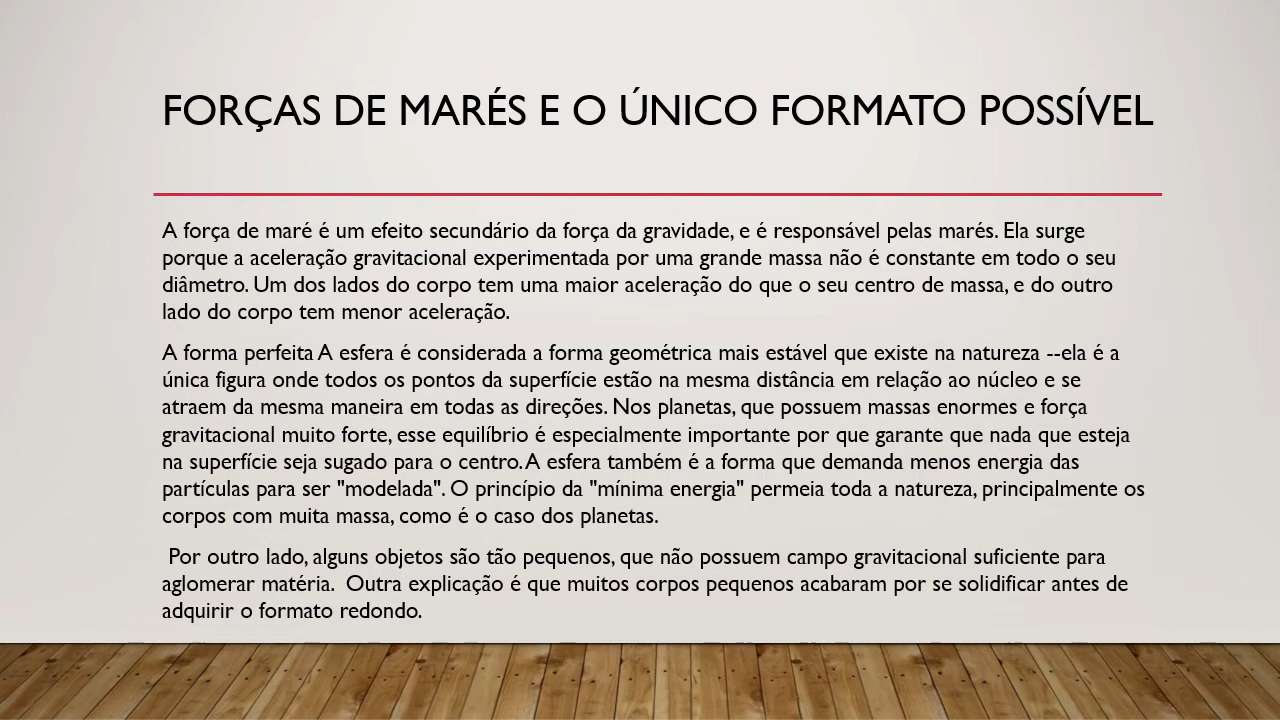 FORÇAS DE MARÉS E O ÚNICO FORMATO POSSÍVEL
A força de maré é um efeito secundário da força da gravidade, e é responsável pelas marés. Ela surge
porque a aceleração gravitacional experimentada por uma grande massa não é constante em todo o seu
diâmetro. Um dos lados do corpo tem uma maior aceleração do que o seu centro de massa, e do outro
lado do corpo tem menor aceleração.
A forma perfeita A esfera é considerada a forma geométrica mais estável que existe na natureza --ela é a
única figura onde todos os pontos da superfície estão na mesma distância em relação ao núcleo e se
atraem da mesma maneira em todas as direções. Nos planetas, que possuem massas enormes e força
gravitacional muito forte, esse equilíbrio é especialmente importante por que garante que nada que esteja
na superfície seja sugado para o centro. A esfera também é a forma que demanda menos energia das
partículas para ser "modelada". O princípio da "mínima energia" permeia toda a natureza, principalmente os
corpos com muita massa, como é o caso dos planetas.
Por outro lado, alguns objetos são tão pequenos, que não possuem campo gravitacional suficiente para
aglomerar matéria.  Outra explicação é que muitos corpos pequenos acabaram por se solidificar antes de
adquirir o formato redondo.